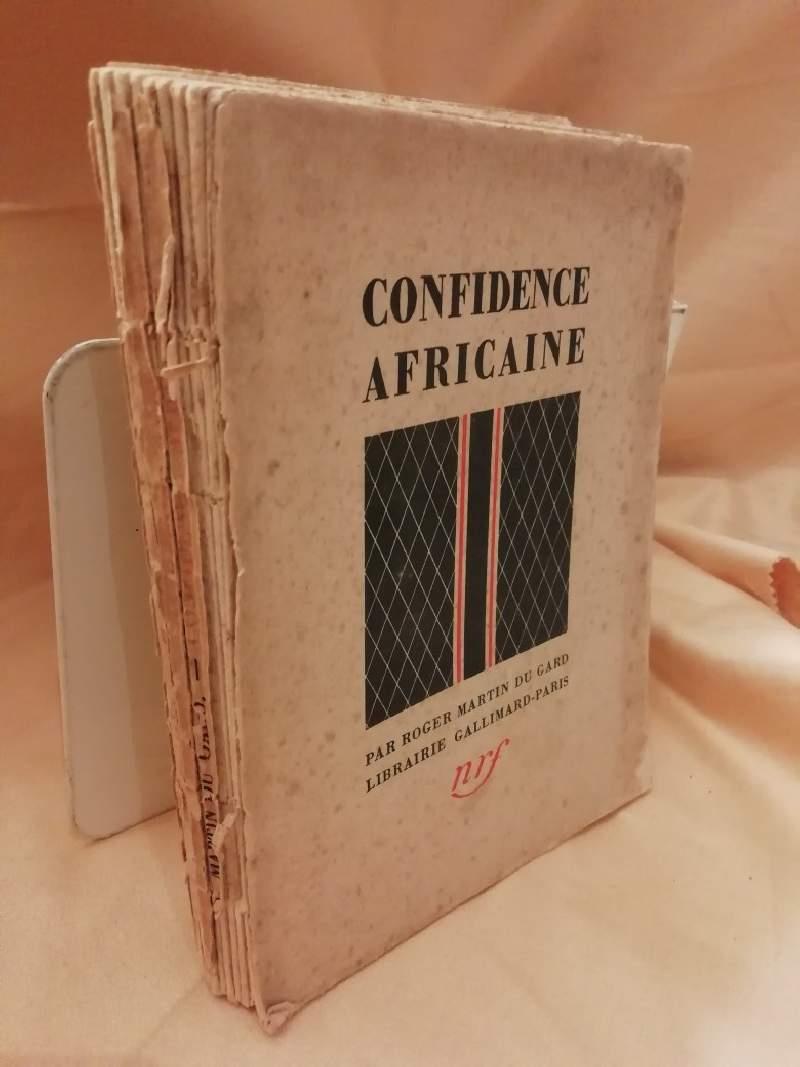 CONFIDENCE
AFRICAINE
PAR ROGER MARTIN DU GARD
LIBRAIRIE GALLIMARD-PARIS
nrf